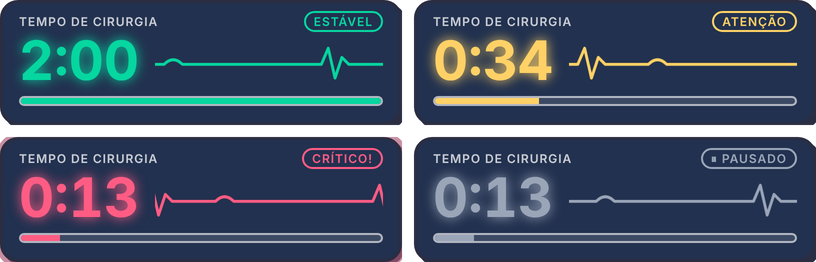 TEMPO DE CIRURGIA ESTÁVEL
2:00
TEMPO DE CIRURGIA ATENÇÃO
0:34
TEMPO DE CIRURGIA CRÍTICO!
0:13
TEMPO DE CIRURGIA PAUSADO
0:13